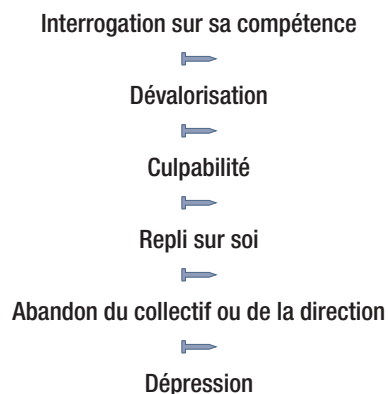 Interrogation sur sa compétence
Dévalorisation
Culpabilité
Repli sur soi
Abandon du collectif ou de la direction
Dépression